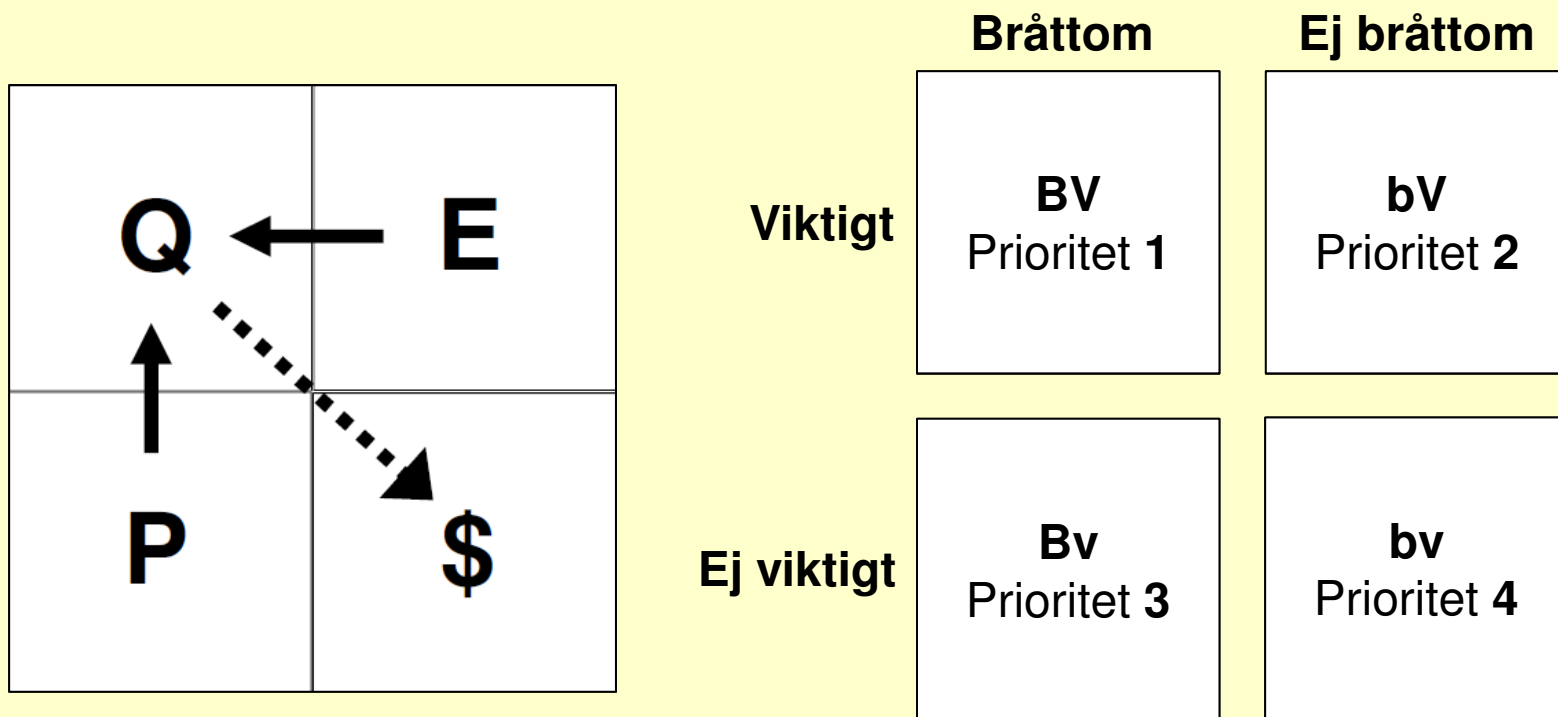 Q E
P $
Bråttom Ej bråttom
Viktigt
BV
Prioritet 1
bV
Prioritet 2
Ej viktigt
Bv
Prioritet 3
bv
Prioritet 4